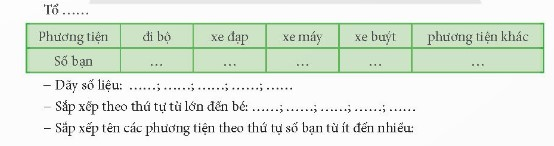 Tổ ......
Phương tiện đi bộ xe đạp xe máy xe buýt phương tiện khác
Số bạn ... ... ... ... ...
– Dãy số liệu: ......; ......; ......; ......; ......
– Sắp xếp theo thứ tự từ lớn đến bé: ......; ......; ......; ......; ......
– Sắp xếp tên các phương tiện theo thứ tự số bạn từ ít đến nhiều: